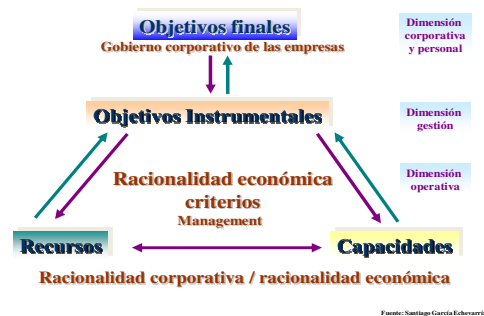 Objetivos finales
Gobierno corporativo de las empresas
Dimensión
corporativa
y personal
Objetivos Instrumentales
Dimensión
gestión
Racionalidad económica
criterios
Management
Dimensión
operativa
Recursos
Capacidades
Racionalidad corporativa / racionalidad económica
Fuente: Santiago García Echevarrí